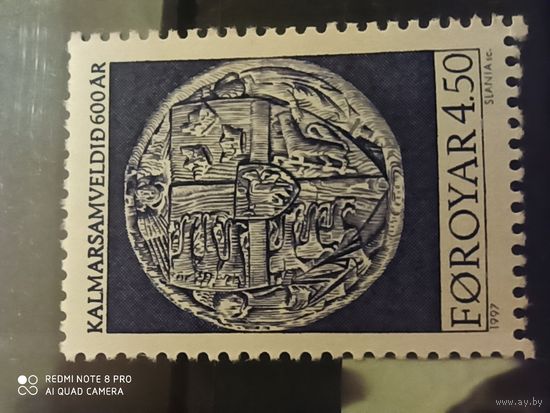 KALMARSAMVELDIÐ 600 ÁR
FØROYAR 4.50
1997
SLANIA sc.
REDMI NOTE 8 PRO
AI QUAD CAMERA
www.ay.by